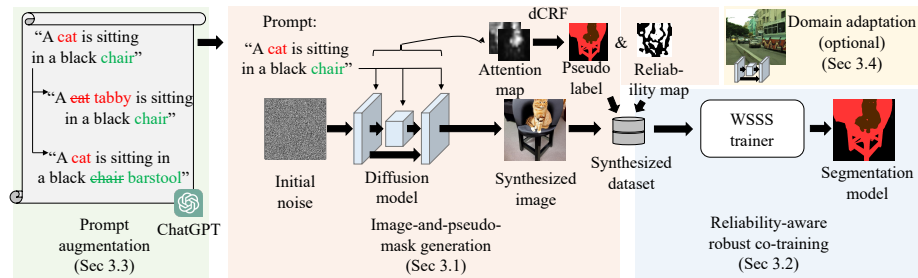 “A cat is sitting
in a black chair”
“A cat tabby is sitting
in a black chair”
“A cat is sitting in
a black chair barstool”
ChatGPT
Prompt
augmentation
(Sec 3.3)
Prompt:
“A cat is sitting
in a black chair”
Initial
noise
Diffusion
model
dCRF
Attention
map
Pseudo
label
&
Reliab-
ility map
Synthesized
image
Synthesized
dataset
Image-and-pseudo-
mask generation
(Sec 3.1)
Domain adaptation
(optional)
(Sec 3.4)
WSSS
trainer
Segmentation
model
Reliability-aware
robust co-training
(Sec 3.2)